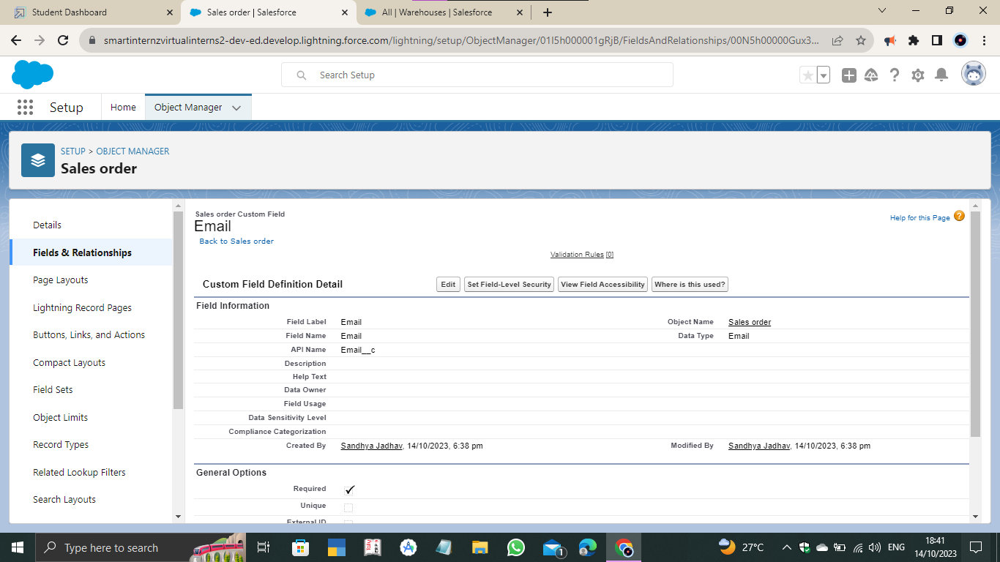 Student Dashboard
Sales order | Salesforce
All | Warehouses | Salesforce
smartinternzvirtualinterns2-dev-ed.develop.lightning.force.com/lightning/setup/ObjectManager/01I5h000001gRjB/FieldsAndRelationships/00N5h00000Gux3...
Search Setup
Setup
Home
Object Manager
SETUP > OBJECT MANAGER
Sales order
Details
Fields & Relationships
Page Layouts
Lightning Record Pages
Buttons, Links, and Actions
Compact Layouts
Field Sets
Object Limits
Record Types
Related Lookup Filters
Search Layouts
Sales order Custom Field
Email
Back to Sales order
Help for this Page
Validation Rules [0]
Custom Field Definition Detail
Edit
Set Field-Level Security
View Field Accessibility
Where is this used?
Field Information
Field Label Email Object Name Sales order
Field Name Email Data Type Email
API Name Email__c
Description
Help Text
Data Owner
Field Usage
Data Sensitivity Level
Compliance Categorization
Created By Sandhya Jadhav, 14/10/2023, 6:38 pm Modified By Sandhya Jadhav, 14/10/2023, 6:38 pm
General Options
Required
Unique
External ID
Type here to search
1
27°C
ENG
18:41
14/10/2023